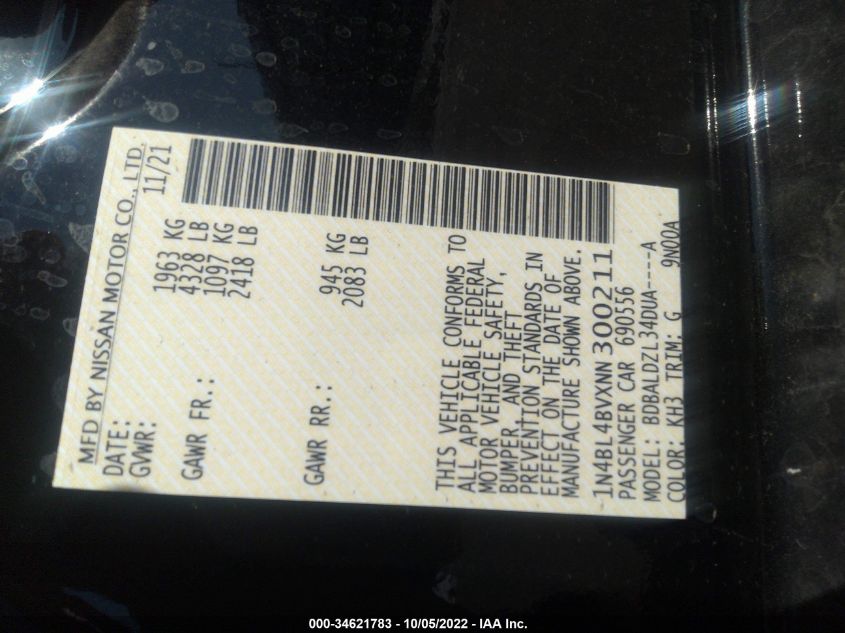 MFD BY NISSAN MOTOR CO., LTD.
DATE: 11/21
GVWR: 1963 KG
4328 LB
GAWR FR.: 1097 KG
2418 LB
GAWR RR.: 945 KG
2083 LB
THIS VEHICLE CONFORMS TO
ALL APPLICABLE FEDERAL
MOTOR VEHICLE SAFETY,
BUMPER, AND THEFT
PREVENTION STANDARDS IN
EFFECT ON THE DATE OF
MANUFACTURE SHOWN ABOVE.
1N4BL4BVXNN300211
PASSENGER CAR 690556
MODEL: BDBALDZL34DUA----A
COLOR: KH3 TRIM: G 9N00A
000-34621783 - 10/05/2022 - IAA Inc.